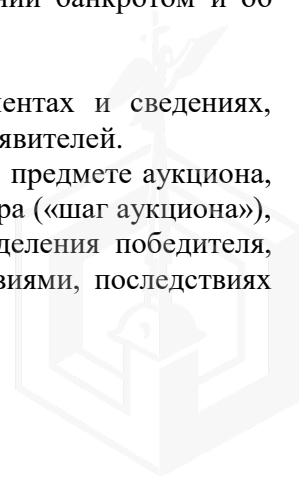 нии банкротом и об
ентах и сведениях,
явителей.
предмете аукциона,
ра («шаг аукциона»),
деления победителя,
виями, последствиях